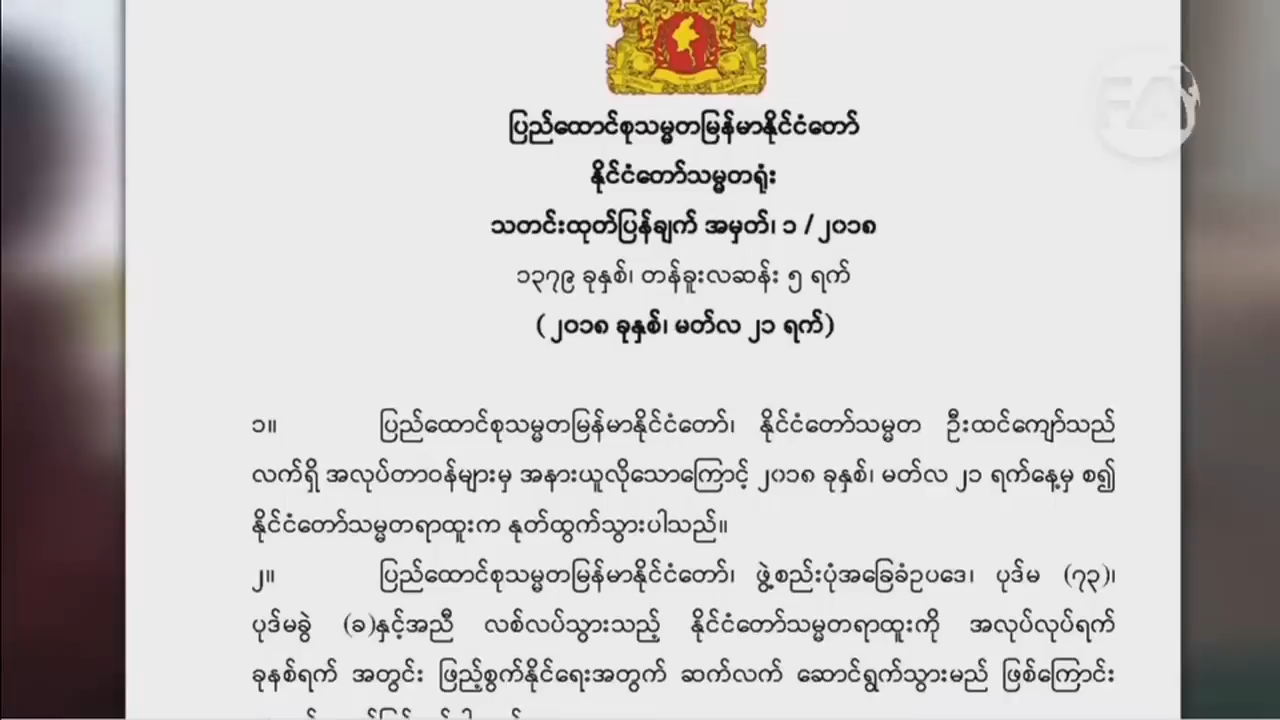 ပြည်ထောင်စုသမ္မတမြန်မာနိုင်ငံတော်
နိုင်ငံတော်သမ္မတရုံး
သတင်းထုတ်ပြန်ချက် အမှတ်၊ ၁ /၂၀၁၈
၁၃၇၉ ခုနှစ်၊ တန်ခူးလဆန်း ၅ ရက်
(၂၀၁၈ ခုနှစ်၊ မတ်လ ၂၁ ရက်)
၁။ ပြည်ထောင်စုသမ္မတမြန်မာနိုင်ငံတော်၊ နိုင်ငံတော်သမ္မတ ဦးထင်ကျော်သည်
လက်ရှိ အလုပ်တာဝန်များမှ အနားယူလိုသောကြောင့် ၂၀၁၈ ခုနှစ်၊ မတ်လ ၂၁ ရက်နေ့မှ စ၍
နိုင်ငံတော်သမ္မတရာထူးက နုတ်ထွက်သွားပါသည်။
၂။ ပြည်ထောင်စုသမ္မတမြန်မာနိုင်ငံတော်၊ ဖွဲ့စည်းပုံအခြေခံဥပဒေ၊ ပုဒ်မ (၇၃)၊
ပုဒ်မခွဲ (ခ)နှင့်အညီ လစ်လပ်သွားသည့် နိုင်ငံတော်သမ္မတရာထူးကို အလုပ်လုပ်ရက်
ခုနစ်ရက် အတွင်း ဖြည့်စွက်နိုင်ရေးအတွက် ဆက်လက် ဆောင်ရွက်သွားမည် ဖြစ်ကြောင်း